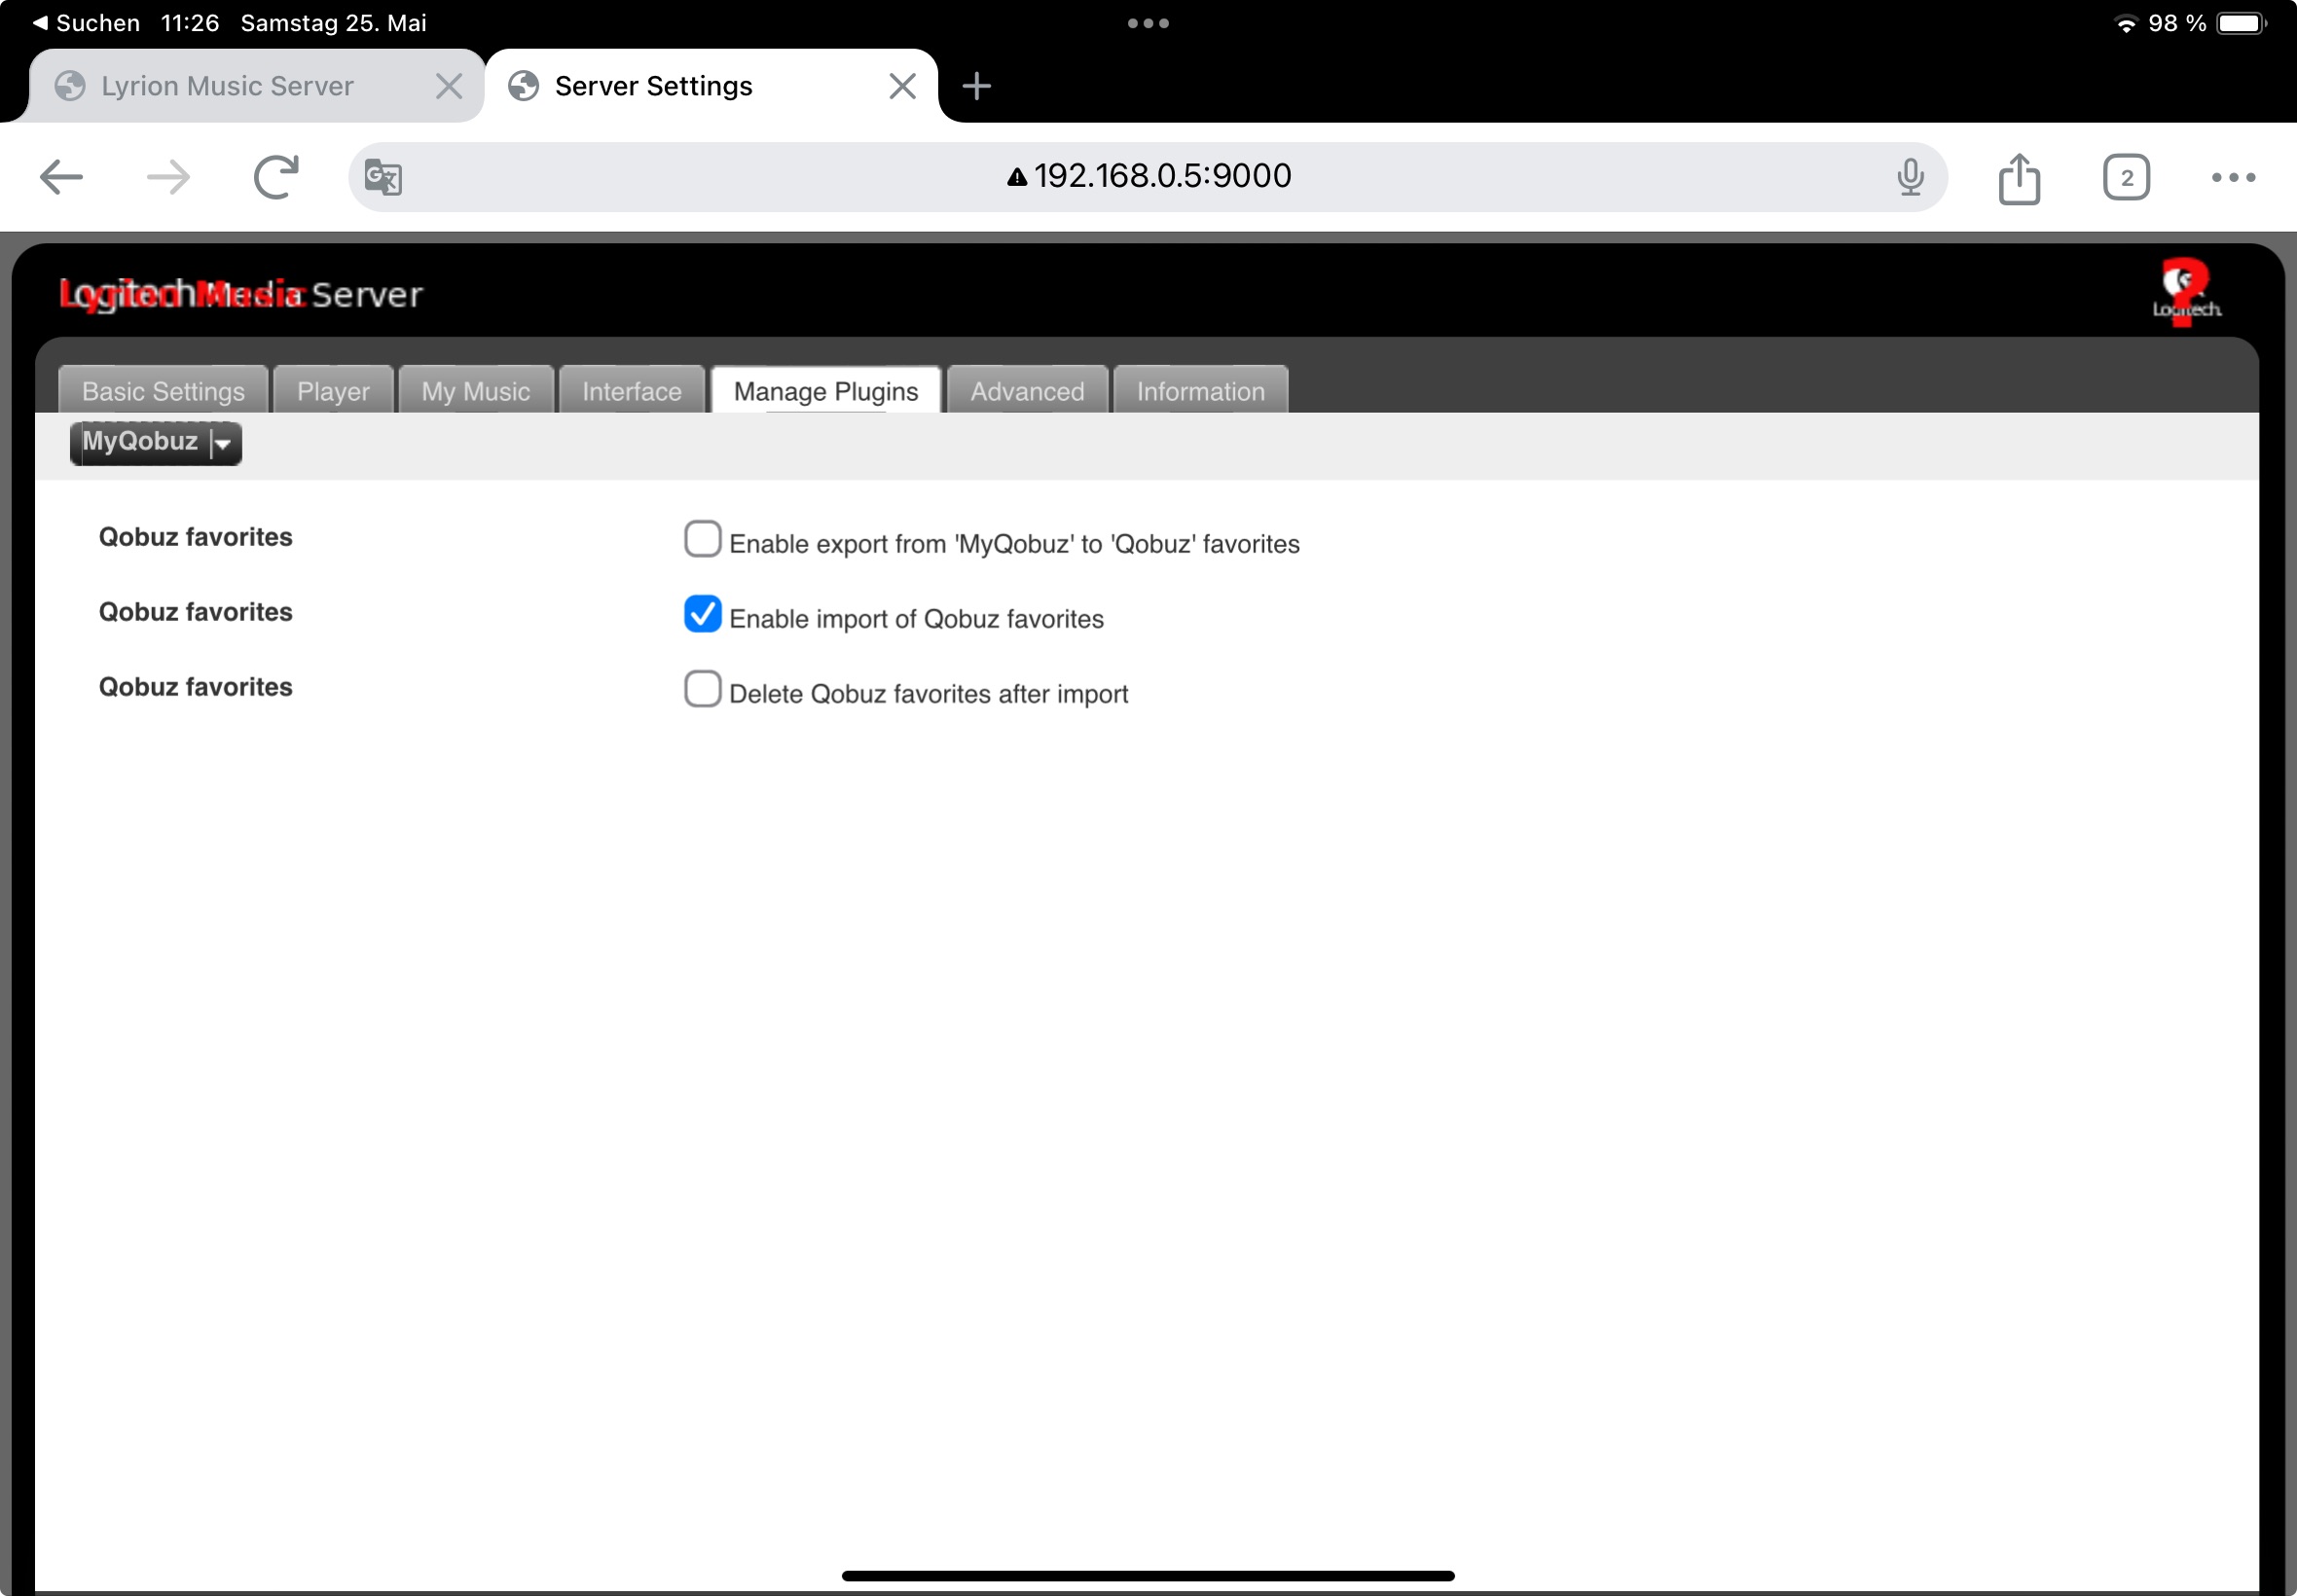 Suchen 11:26 Samstag 25. Mai 98 %
Lyrion Music Server Server Settings
192.168.0.5:9000 2
Server
Basic Settings Player My Music Interface Manage Plugins Advanced Information
MyQobuz
Qobuz favorites Enable export from 'MyQobuz' to 'Qobuz' favorites
Qobuz favorites Enable import of Qobuz favorites
Qobuz favorites Delete Qobuz favorites after import